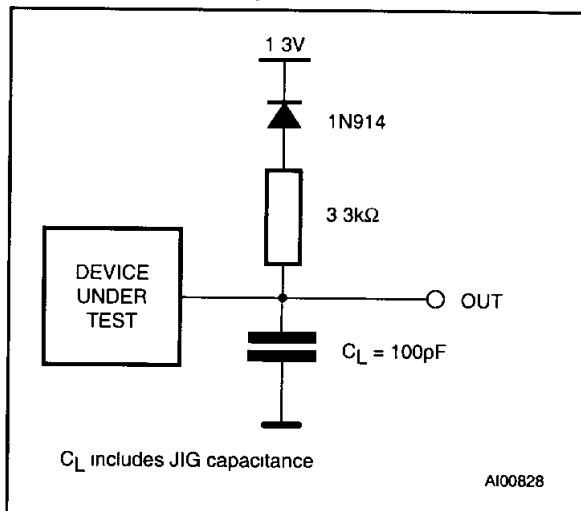 1 3V
1N914
3 3kΩ
DEVICE
UNDER
TEST
OUT
CL = 100pF
CL includes JIG capacitance
AI00828